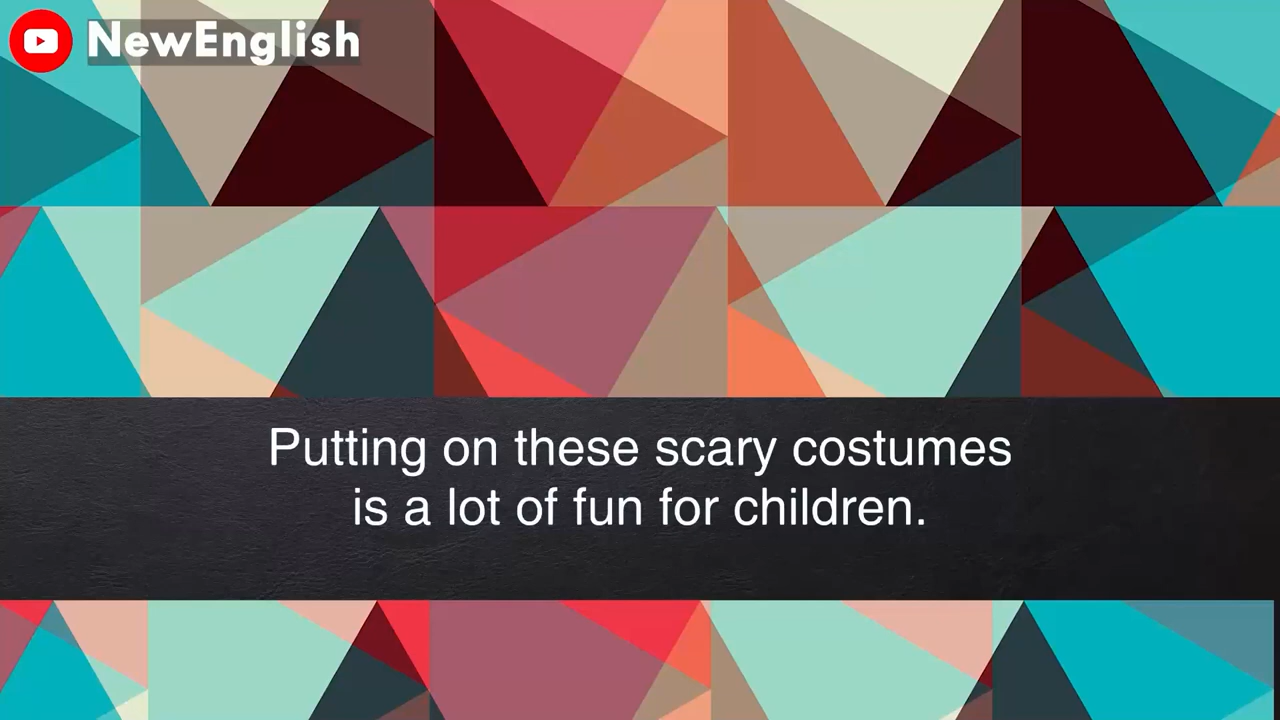 NewEnglish
Putting on these scary costumes
is a lot of fun for children.